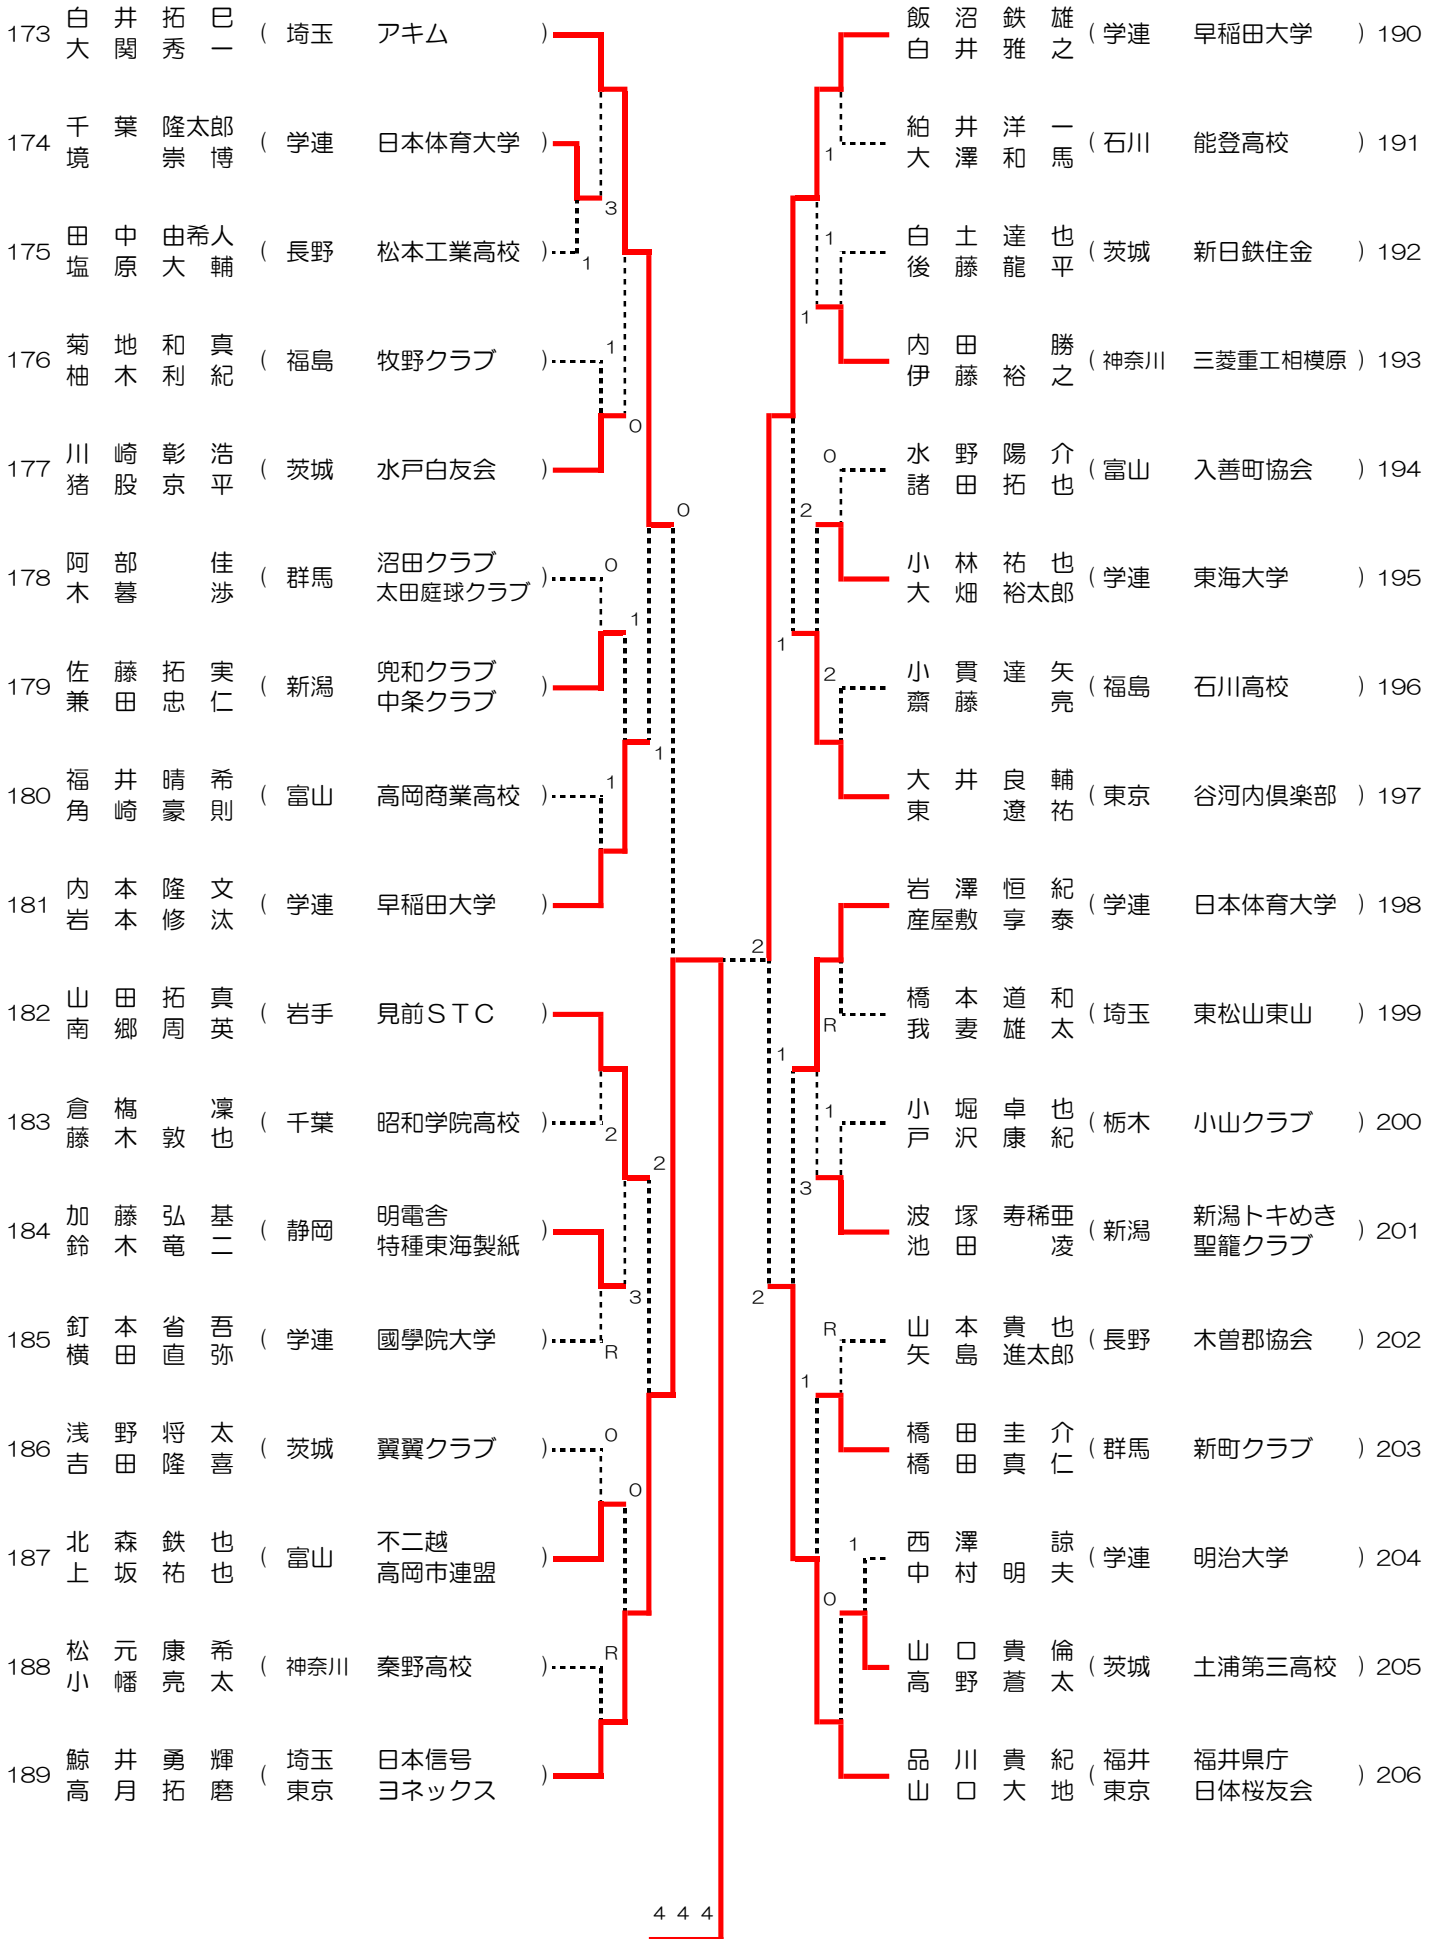 173 白井拓巳 ( 埼玉 アキム )
大関秀一
174 千葉隆太郎 ( 学連 日本体育大学 )
境崇博
3
175 田中由希人 ( 長野 松本工業高校 )
塩原大輔
1
176 菊地和真 ( 福島 牧野クラブ ) 1
柚木利紀
0
177 川崎彰浩 ( 茨城 水戸白友会 )
猪股京平
0
178 阿部佳 ( 群馬 沼田クラブ ) 0
木暮渉 太田庭球クラブ
1
179 佐藤拓実 ( 新潟 兜和クラブ )
兼田忠仁 中条クラブ
1
180 福井晴希 ( 富山 高岡商業高校 ) 1
角崎豪則
181 内本隆文 ( 学連 早稲田大学 )
岩本修汰
182 山田拓真 ( 岩手 見前STC )
南郷周英
183 倉橋凜 ( 千葉 昭和学院高校 )
藤木敦也
2
2
184 加藤弘基 ( 静岡 明電舎 )
鈴木竜二 特種東海製紙
3
185 釘本省吾 ( 学連 國學院大学 )
横田直弥
R
186 浅野将太 ( 茨城 翼翼クラブ ) 0
吉田隆喜
0
187 北森鉄也 ( 富山 不二越 )
上坂祐也 高岡市連盟
188 松元康希 ( 神奈川 秦野高校 ) R
小幡亮太
189 鯨井勇輝 ( 埼玉 日本信号 )
高月拓磨 東京 ヨネックス
4 4 4
2
飯沼鉄雄 ( 学連 早稲田大学 ) 190
白井雅之
1
紺井洋一 ( 石川 能登高校 ) 191
大澤和馬
1
白土達也 ( 茨城 新日鉄住金 ) 192
後藤龍平
1
内田勝 ( 神奈川 三菱重工相模原 ) 193
伊藤裕之
0
水野陽介 ( 富山 入善町協会 ) 194
諸田拓也
2
小林祐也 ( 学連 東海大学 ) 195
大畑裕太郎
1
2
小貫達矢 ( 福島 石川高校 ) 196
齋藤亮
大井良輔 ( 東京 谷河内倶楽部 ) 197
東遼祐
岩澤恒紀 ( 学連 日本体育大学 ) 198
産屋敷享泰
R
橋本道和 ( 埼玉 東松山東山 ) 199
我妻雄太
1
1
小堀卓也 ( 栃木 小山クラブ ) 200
戸沢康紀
3
波塚寿稀亜 ( 新潟 新潟トキめき ) 201
池田凌 聖籠クラブ
2
R
山本貴也 ( 長野 木曽郡協会 ) 202
矢島進太郎
1
橋田圭介 ( 群馬 新町クラブ ) 203
橋田真仁
1
西澤諒 ( 学連 明治大学 ) 204
中村明夫
0
山口貴倫 ( 茨城 土浦第三高校 ) 205
高野蒼太
品川貴紀 ( 福井 福井県庁 ) 206
山口大地 東京 日体桜友会